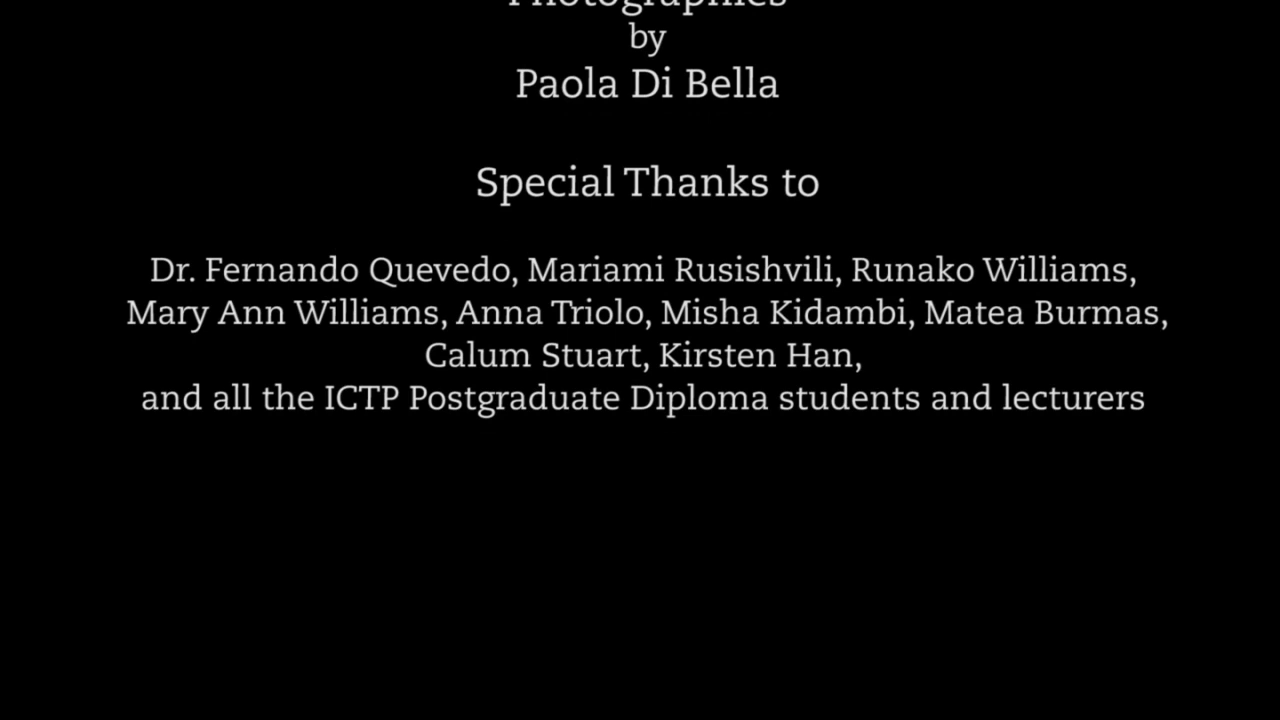 Photographies
by
Paola Di Bella
Special Thanks to
Dr. Fernando Quevedo, Mariami Rusishvili, Runako Williams,
Mary Ann Williams, Anna Triolo, Misha Kidambi, Matea Burmas,
Calum Stuart, Kirsten Han,
and all the ICTP Postgraduate Diploma students and lecturers